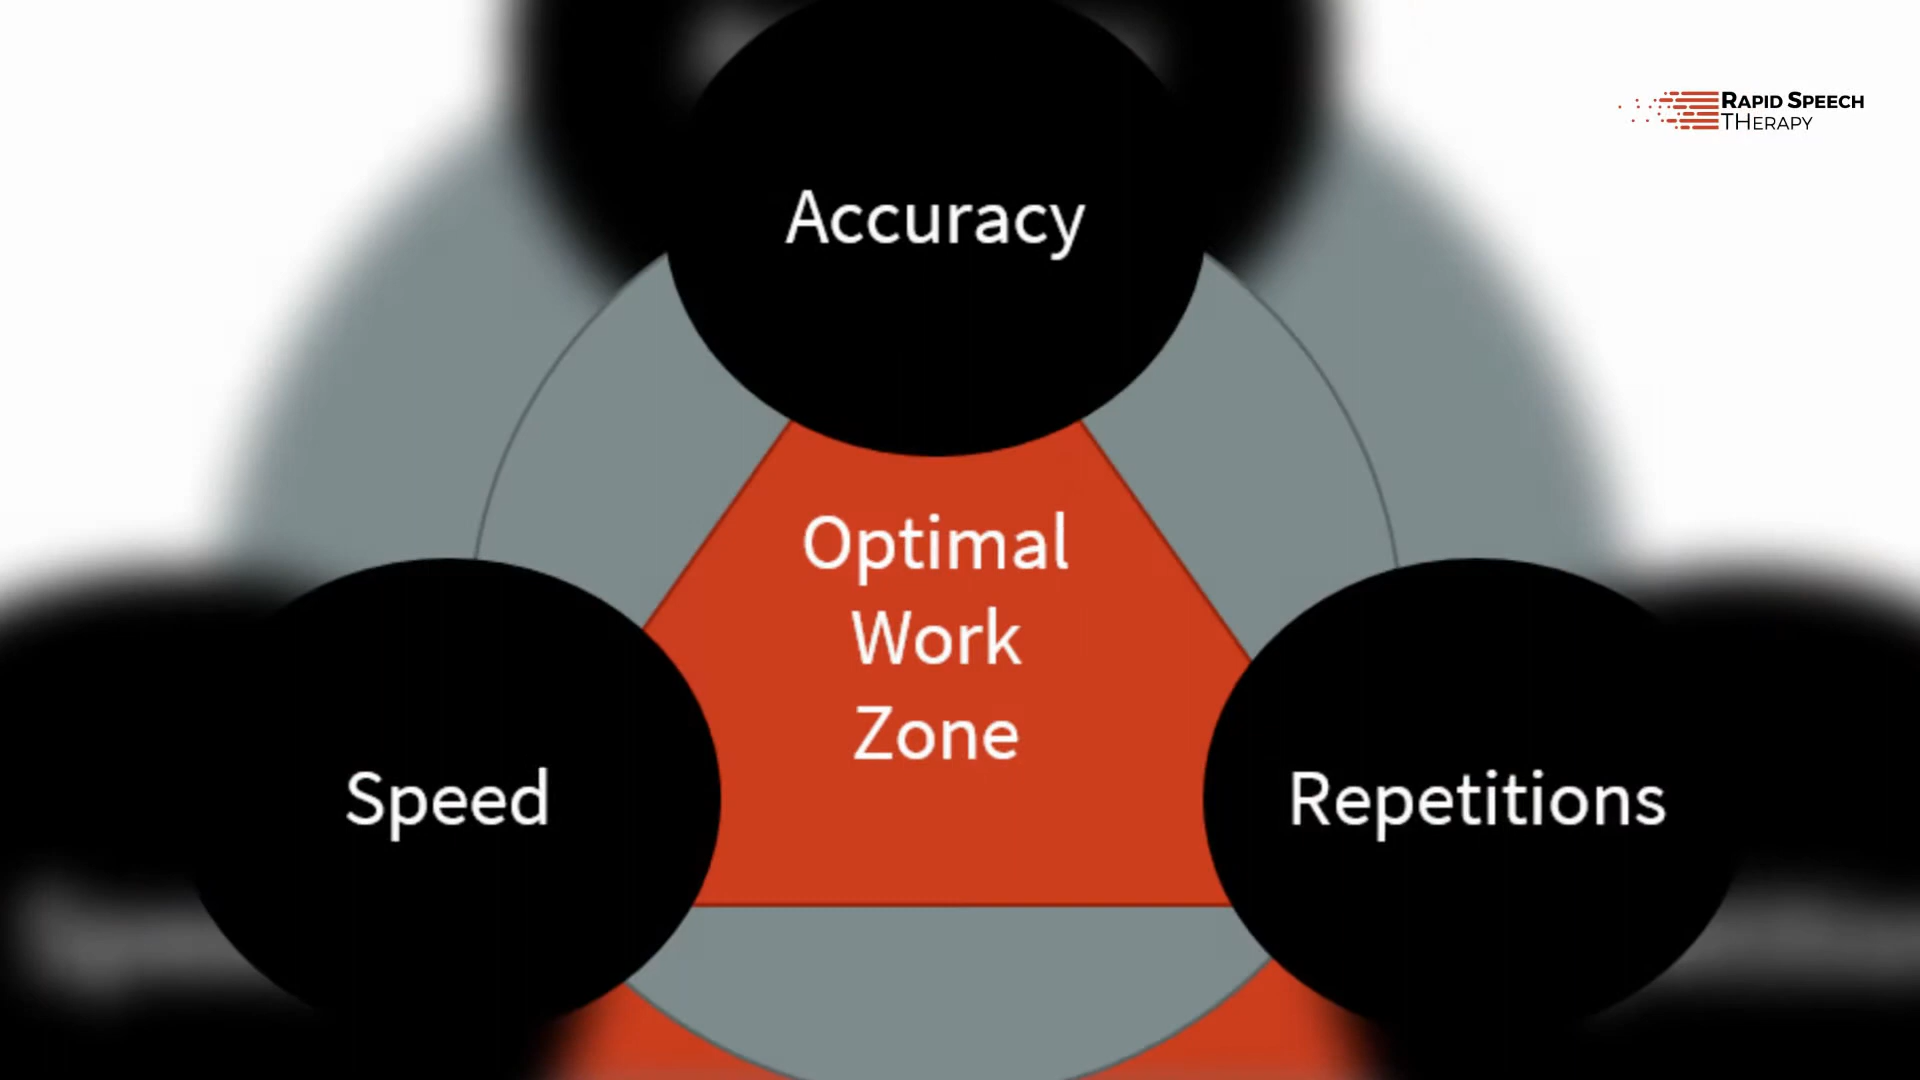 RAPID SPEECH
THERAPY
Accuracy
Optimal
Work
Zone
Speed
Repetitions